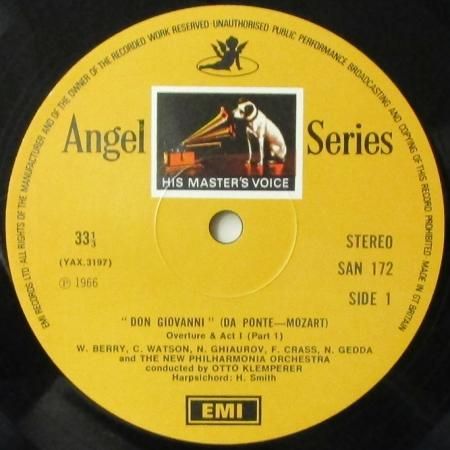 EMI RECORDS LTD ALL RIGHTS OF THE MANUFACTURER AND OF THE OWNER OF THE RECORDED WORK RESERVED·UNAUTHORISED PUBLIC PERFORMANCE BROADCASTING AND COPYING OF THIS RECORD PROHIBITED MADE IN GT BRITAIN
Angel Series
HIS MASTER'S VOICE
33⅓ STEREO
(YAX.3197) SAN 172
℗ 1966 SIDE 1
"DON GIOVANNI" (DA PONTE—MOZART)
Overture & Act I (Part 1)
W. BERRY, C. WATSON, N. GHIAUROV, F. CRASS, N. GEDDA
and THE NEW PHILHARMONIA ORCHESTRA
conducted by OTTO KLEMPERER
Harpsichord: H. Smith
EMI